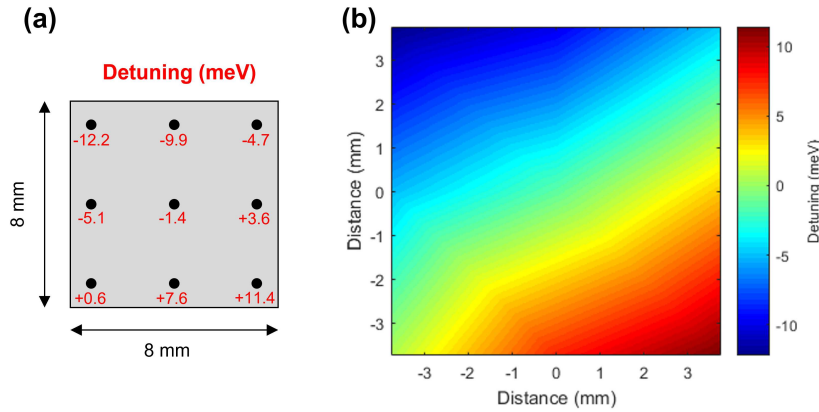 (a)
Detuning (meV)
-12.2 -9.9 -4.7
-5.1 -1.4 +3.6
+0.6 +7.6 +11.4
8 mm
8 mm
(b)
3
2
1
0
-1
-2
-3
Distance (mm)
-3 -2 -1 0 1 2 3
Distance (mm)
10
5
0
-5
-10
Detuning (meV)